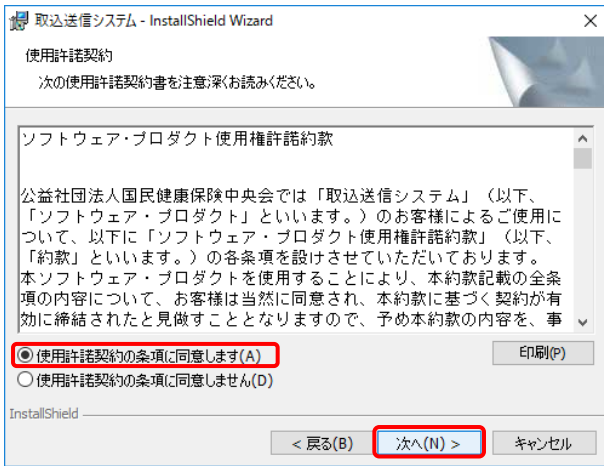 取込送信システム - InstallShield Wizard
使用許諾契約
次の使用許諾契約書を注意深くお読みください。
ソフトウェア・プロダクト使用権許諾約款
公益社団法人国民健康保険中央会では「取込送信システム」（以下、
「ソフトウェア・プロダクト」といいます。）のお客様によるご使用に
ついて、以下に「ソフトウェア・プロダクト使用権許諾約款」（以下、
「約款」といいます。）の各条項を設けさせていただいております。
本ソフトウェア・プロダクトを使用することにより、本約款記載の全条
項の内容について、お客様は当然に同意され、本約款に基づく契約が有
効に締結されたと見做すこととなりますので、予め本約款の内容を、事
使用許諾契約の条項に同意します(A)
印刷(P)
使用許諾契約の条項に同意しません(D)
InstallShield
< 戻る(B)
次へ(N) >
キャンセル